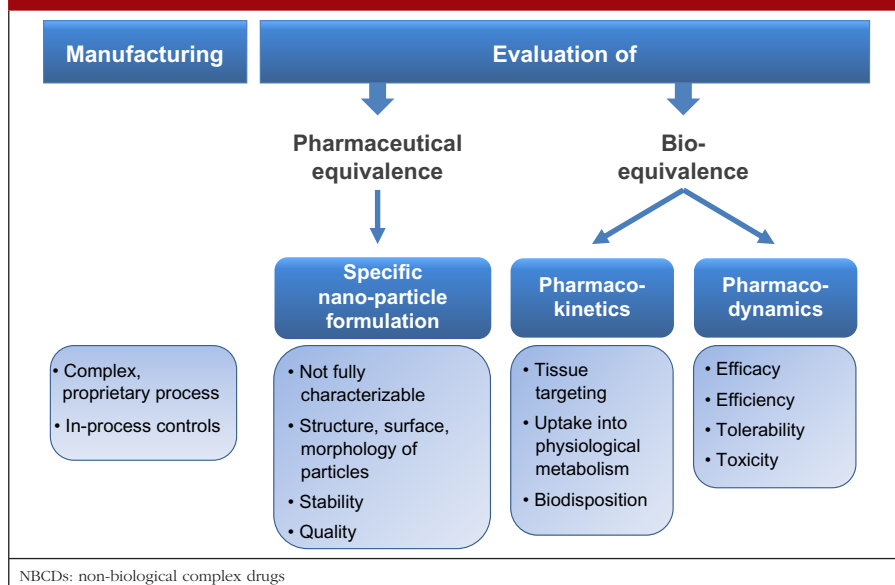 Manufacturing
Evaluation of
Pharmaceutical
equivalence
Bio-
equivalence
Specific
nano-particle
formulation
Pharmaco-
kinetics
Pharmaco-
dynamics
• Complex,
proprietary process
• In-process controls
• Not fully
characterizable
• Structure, surface,
morphology of
particles
• Stability
• Quality
• Tissue
targeting
• Uptake into
physiological
metabolism
• Biodisposition
• Efficacy
• Efficiency
• Tolerability
• Toxicity
NBCDs: non-biological complex drugs